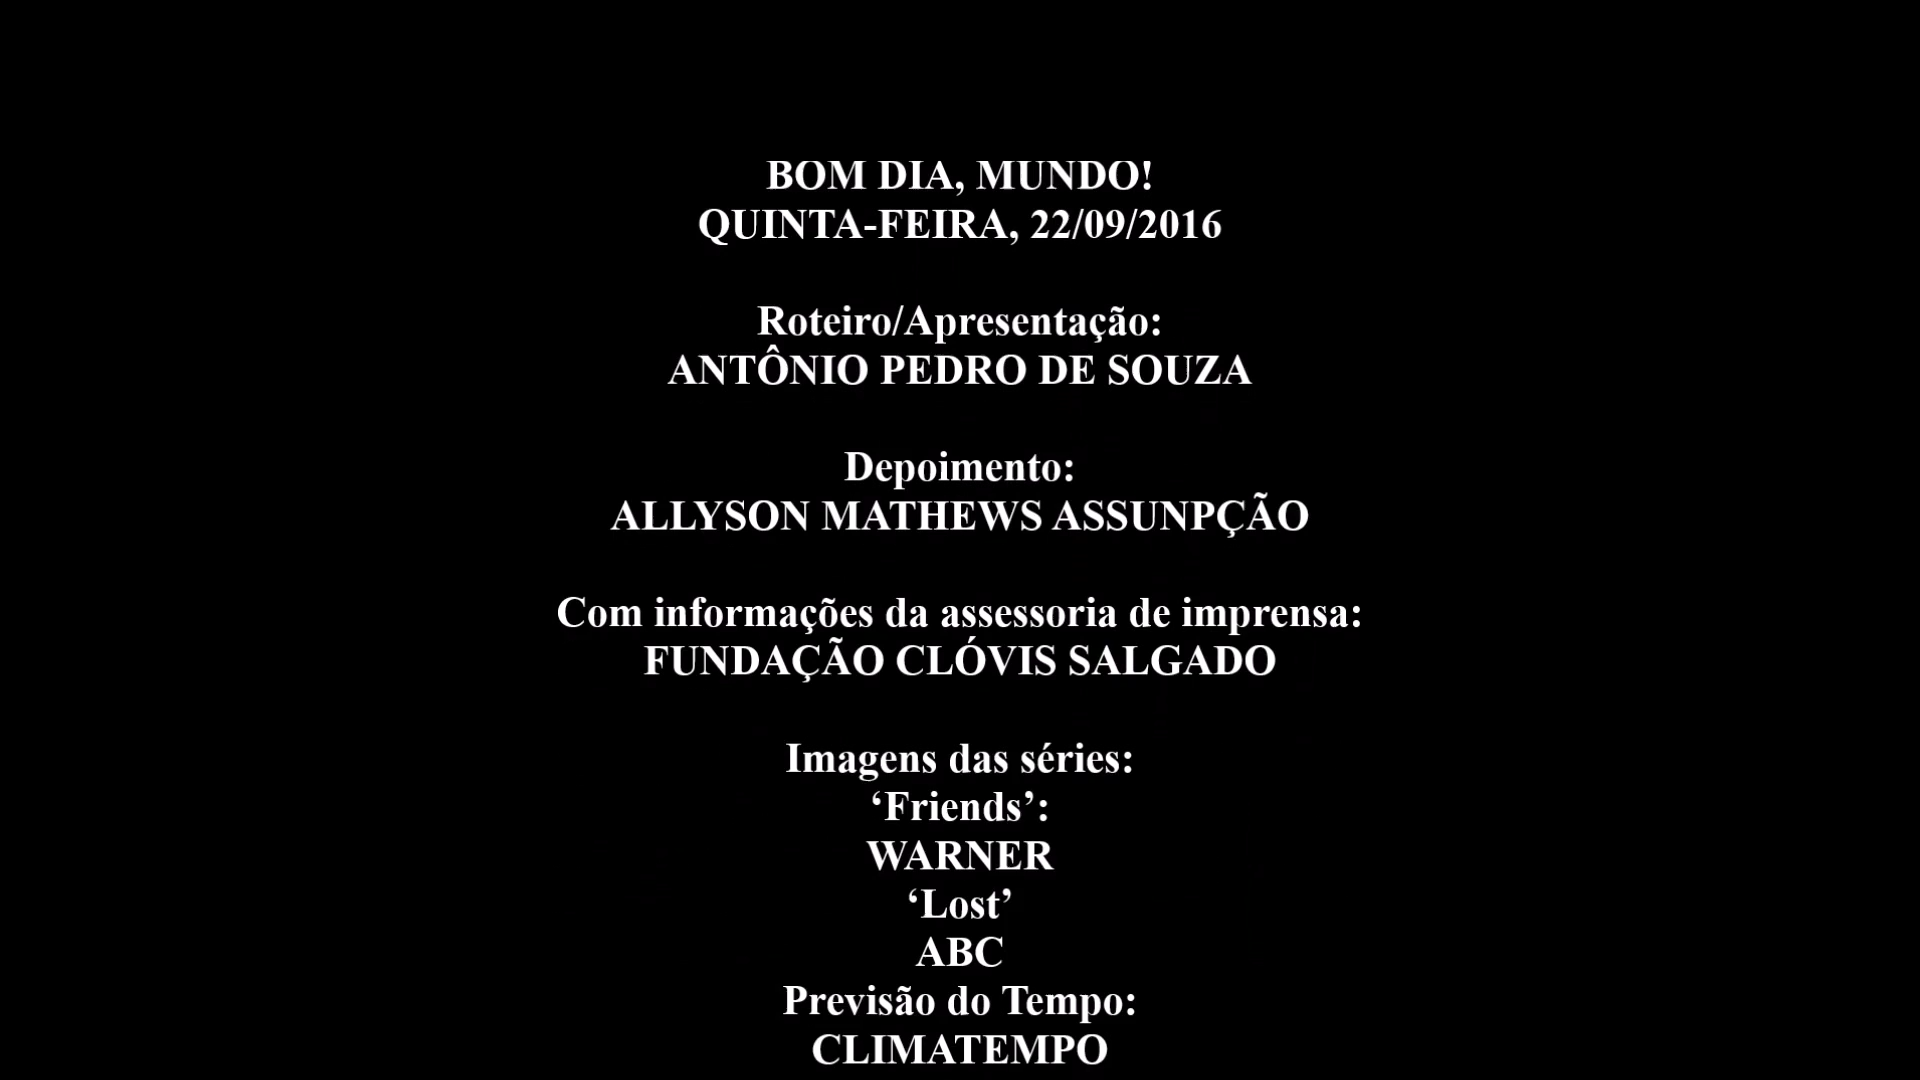 BOM DIA, MUNDO!
QUINTA-FEIRA, 22/09/2016
Roteiro/Apresentação:
ANTÔNIO PEDRO DE SOUZA
Depoimento:
ALLYSON MATHEWS ASSUNPÇÃO
Com informações da assessoria de imprensa:
FUNDAÇÃO CLÓVIS SALGADO
Imagens das séries:
‘Friends’:
WARNER
‘Lost’
ABC
Previsão do Tempo:
CLIMATEMPO